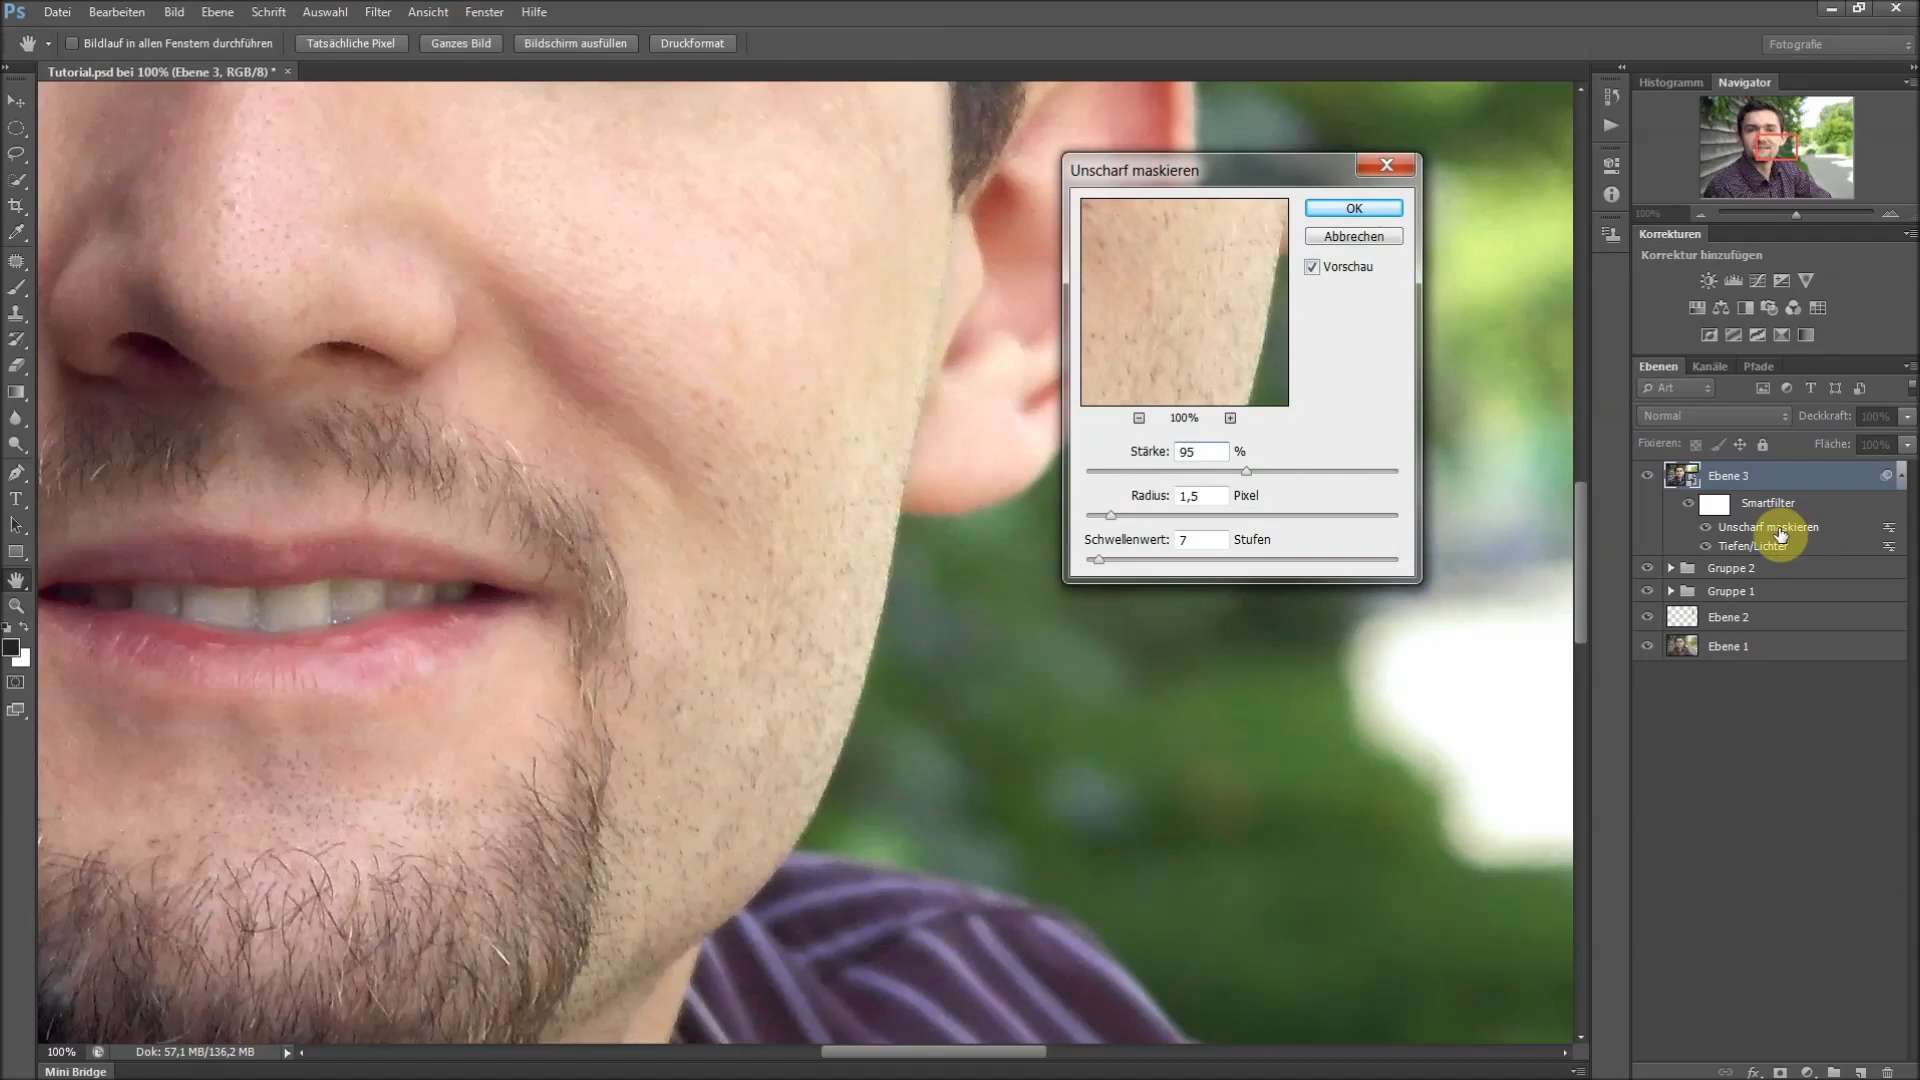 Ps Datei Bearbeiten Bild Ebene Schrift Auswahl Filter Ansicht Fenster Hilfe
Bildlauf in allen Fenstern durchführen Tatsächliche Pixel Ganzes Bild Bildschirm ausfüllen Druckformat Fotografie
Tutorial.psd bei 100% (Ebene 3, RGB/8) * ×
Histogramm Navigator
Unscharf maskieren
OK
Abbrechen
Vorschau
100%
Stärke: 95 %
Radius: 1,5 Pixel
Schwellenwert: 7 Stufen
100%
Korrekturen
Korrektur hinzufügen
Ebenen Kanäle Pfade
Art
Normal Deckkraft: 100%
Fixieren: Fläche: 100%
Ebene 3
Smartfilter
Unscharf maskieren
Tiefen/Lichter
Gruppe 2
Gruppe 1
Ebene 2
Ebene 1
100% Dok: 57,1 MB/136,2 MB
Mini Bridge